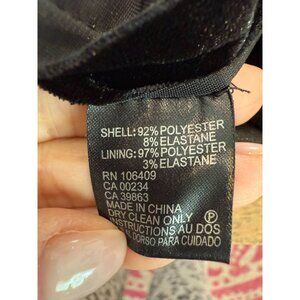 SHELL: 92% POLYESTER
8% ELASTANE
LINING: 97% POLYESTER
3% ELASTANE
RN 106409
CA 00234
CA 39863
MADE IN CHINA
DRY CLEAN ONLY Ⓟ
INSTRUCTIONS AU DOS
DORSO PARA CUIDADO